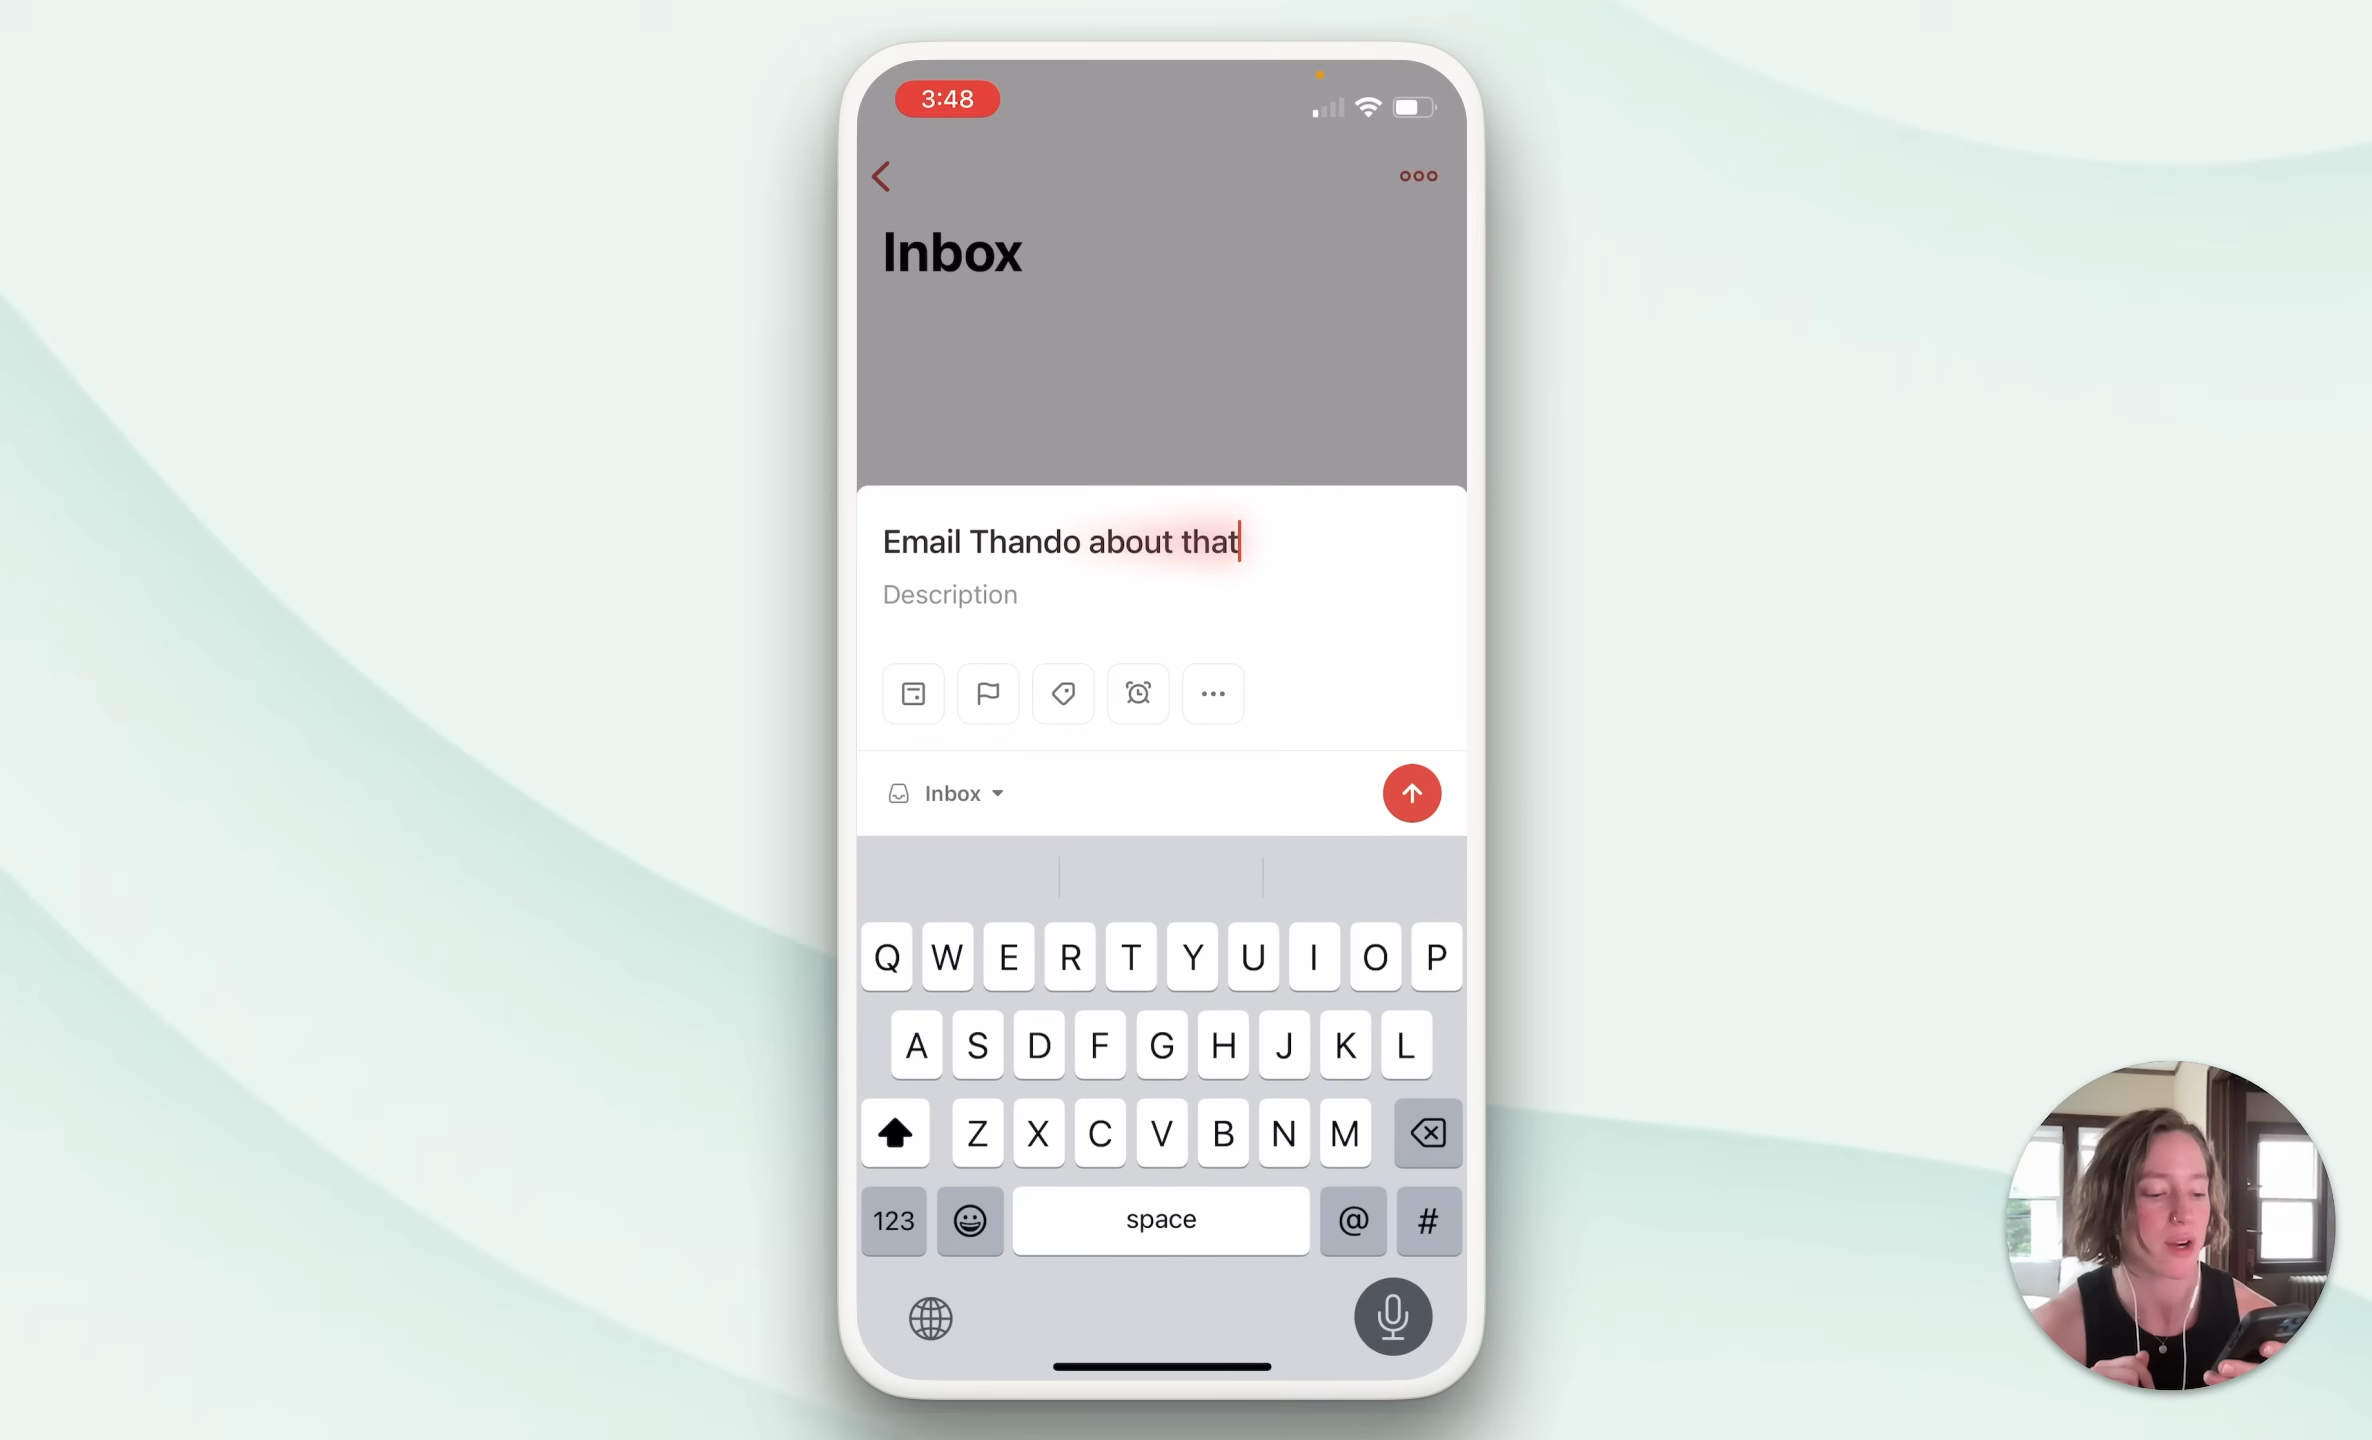 3:48
Inbox
Email Thando about that
Description
Inbox
Q W E R T Y U I O P
A S D F G H J K L
Z X C V B N M
123 space @ #